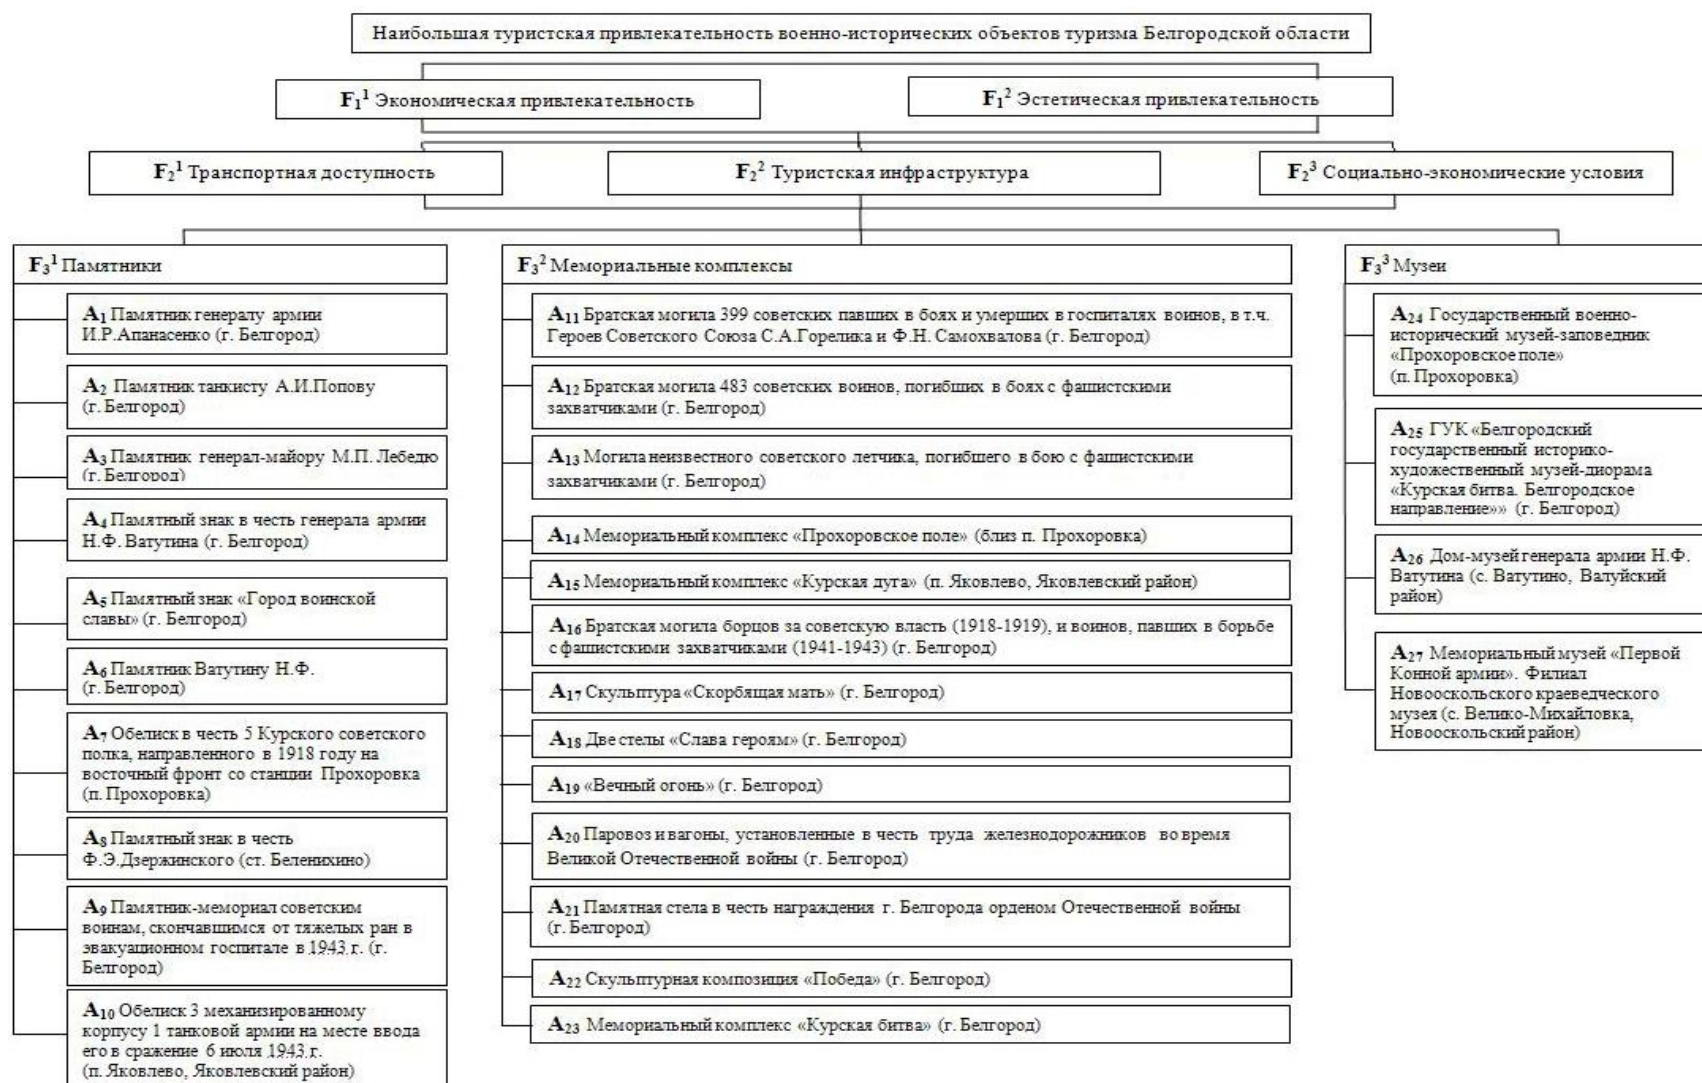 Наибольшая туристская привлекательность военно-исторических объектов туризма Белгородской области
F₁¹ Экономическая привлекательность
F₁² Эстетическая привлекательность
F₂¹ Транспортная доступность
F₂² Туристская инфраструктура
F₂³ Социально-экономические условия
F₃¹ Памятники
A₁ Памятник генералу армии
И.Р.Апанасенко (г. Белгород)
A₂ Памятник танкисту А.И.Попову
(г. Белгород)
A₃ Памятник генерал-майору М.П. Лебедю
(г. Белгород)
A₄ Памятный знак в честь генерала армии
Н.Ф. Ватутина (г. Белгород)
A₅ Памятный знак «Город воинской
славы» (г. Белгород)
A₆ Памятник Ватутину Н.Ф.
(г. Белгород)
A₇ Обелиск в честь 5 Курского советского
полка, направленного в 1918 году на
восточный фронт со станции Прохоровка
(п. Прохоровка)
A₈ Памятный знак в честь
Ф.Э.Дзержинского (ст. Беленихино)
A₉ Памятник-мемориал советским
воинам, скончавшимся от тяжелых ран в
эвакуационном госпитале в 1943 г. (г.
Белгород)
A₁₀ Обелиск 3 механизированному
корпусу 1 танковой армии на месте ввода
его в сражение 6 июля 1943 г.
(п. Яковлево, Яковлевский район)
F₃² Мемориальные комплексы
A₁₁ Братская могила 399 советских павших в боях и умерших в госпиталях воинов, в т.ч.
Героев Советского Союза С.А.Горелика и Ф.Н. Самохвалова (г. Белгород)
A₁₂ Братская могила 483 советских воинов, погибших в боях с фашистскими
захватчиками (г. Белгород)
A₁₃ Могила неизвестного советского летчика, погибшего в бою с фашистскими
захватчиками (г. Белгород)
A₁₄ Мемориальный комплекс «Прохоровское поле» (близ п. Прохоровка)
A₁₅ Мемориальный комплекс «Курская дуга» (п. Яковлево, Яковлевский район)
A₁₆ Братская могила борцов за советскую власть (1918-1919), и воинов, павших в борьбе
с фашистскими захватчиками (1941-1943) (г. Белгород)
A₁₇ Скульптура «Скорбящая мать» (г. Белгород)
A₁₈ Две стелы «Слава героям» (г. Белгород)
A₁₉ «Вечный огонь» (г. Белгород)
A₂₀ Паровоз и вагоны, установленные в честь труда железнодорожников во время
Великой Отечественной войны (г. Белгород)
A₂₁ Памятная стела в честь награждения г. Белгорода орденом Отечественной войны
(г. Белгород)
A₂₂ Скульптурная композиция «Победа» (г. Белгород)
A₂₃ Мемориальный комплекс «Курская битва» (г. Белгород)
F₃³ Музеи
A₂₄ Государственный военно-
исторический музей-заповедник
«Прохоровское поле»
(п. Прохоровка)
A₂₅ ГУК «Белгородский
государственный историко-
художественный музей-диорама
«Курская битва. Белгородское
направление»» (г. Белгород)
A₂₆ Дом-музей генерала армии Н.Ф.
Ватутина (с. Ватутино, Валуйский
район)
A₂₇ Мемориальный музей «Первой
Конной армии». Филиал
Новооскольского краеведческого
музея (с. Велико-Михайловка,
Новооскольский район)